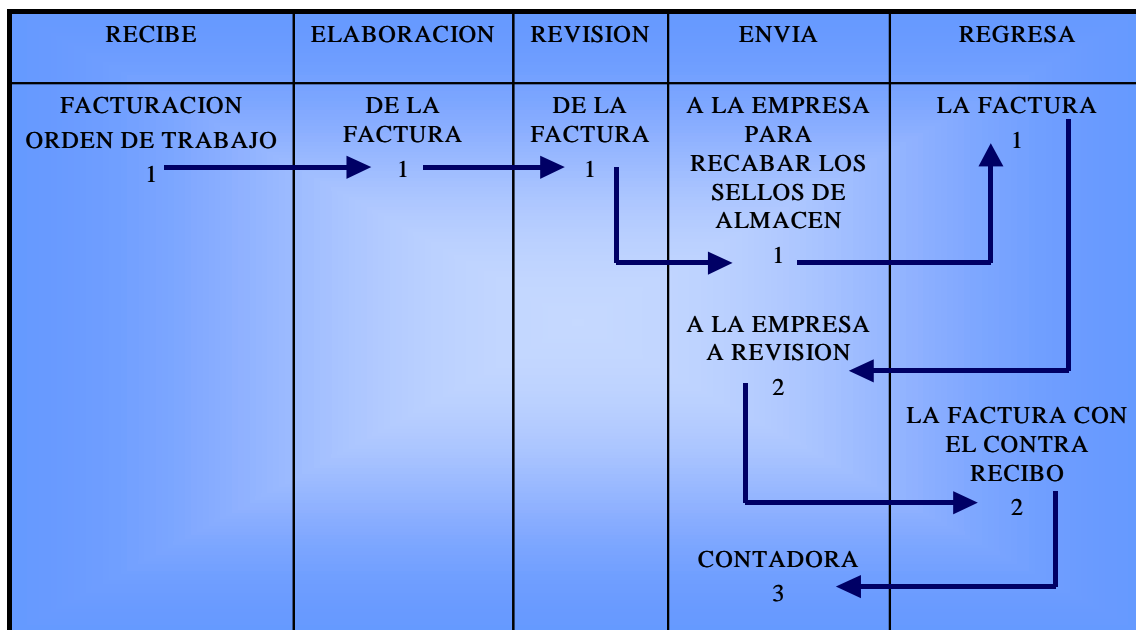 RECIBE
ELABORACION
REVISION
ENVIA
REGRESA
FACTURACION
ORDEN DE TRABAJO
1
DE LA
FACTURA
1
DE LA
FACTURA
1
A LA EMPRESA
PARA
RECABAR LOS
SELLOS DE
ALMACEN
1
LA FACTURA
1
A LA EMPRESA
A REVISION
2
LA FACTURA CON
EL CONTRA
RECIBO
2
CONTADORA
3